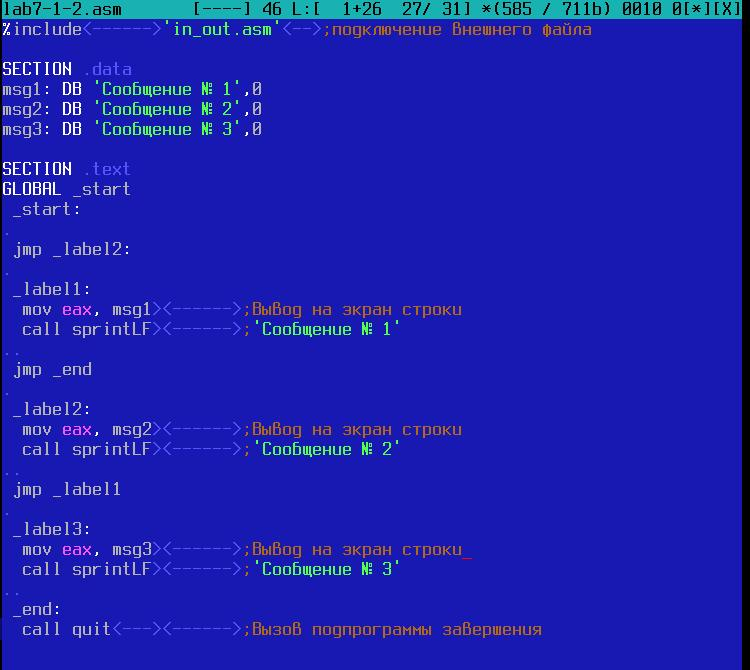 lab7-1-2.asm [----] 46 L:[ 1+26 27/ 31] *(585 / 711b) 0010 0[*][X]
%include<------>'in_out.asm'<-->;подключение внешнего файла
SECTION .data
msg1: DB 'Сообщение № 1',0
msg2: DB 'Сообщение № 2',0
msg3: DB 'Сообщение № 3',0
SECTION .text
GLOBAL _start
_start:
.
jmp _label2:
.
_label1:
mov eax, msg1><------>;Вывод на экран строки
call sprintLF><------>;'Сообщение № 1'
..
jmp _end
.
_label2:
mov eax, msg2><------>;Вывод на экран строки
call sprintLF><------>;'Сообщение № 2'
..
jmp _label1
.
_label3:
mov eax, msg3><------>;Вывод на экран строки
call sprintLF><------>;'Сообщение № 3'
..
_end:
call quit<---><------>;Вызов подпрограммы завершения